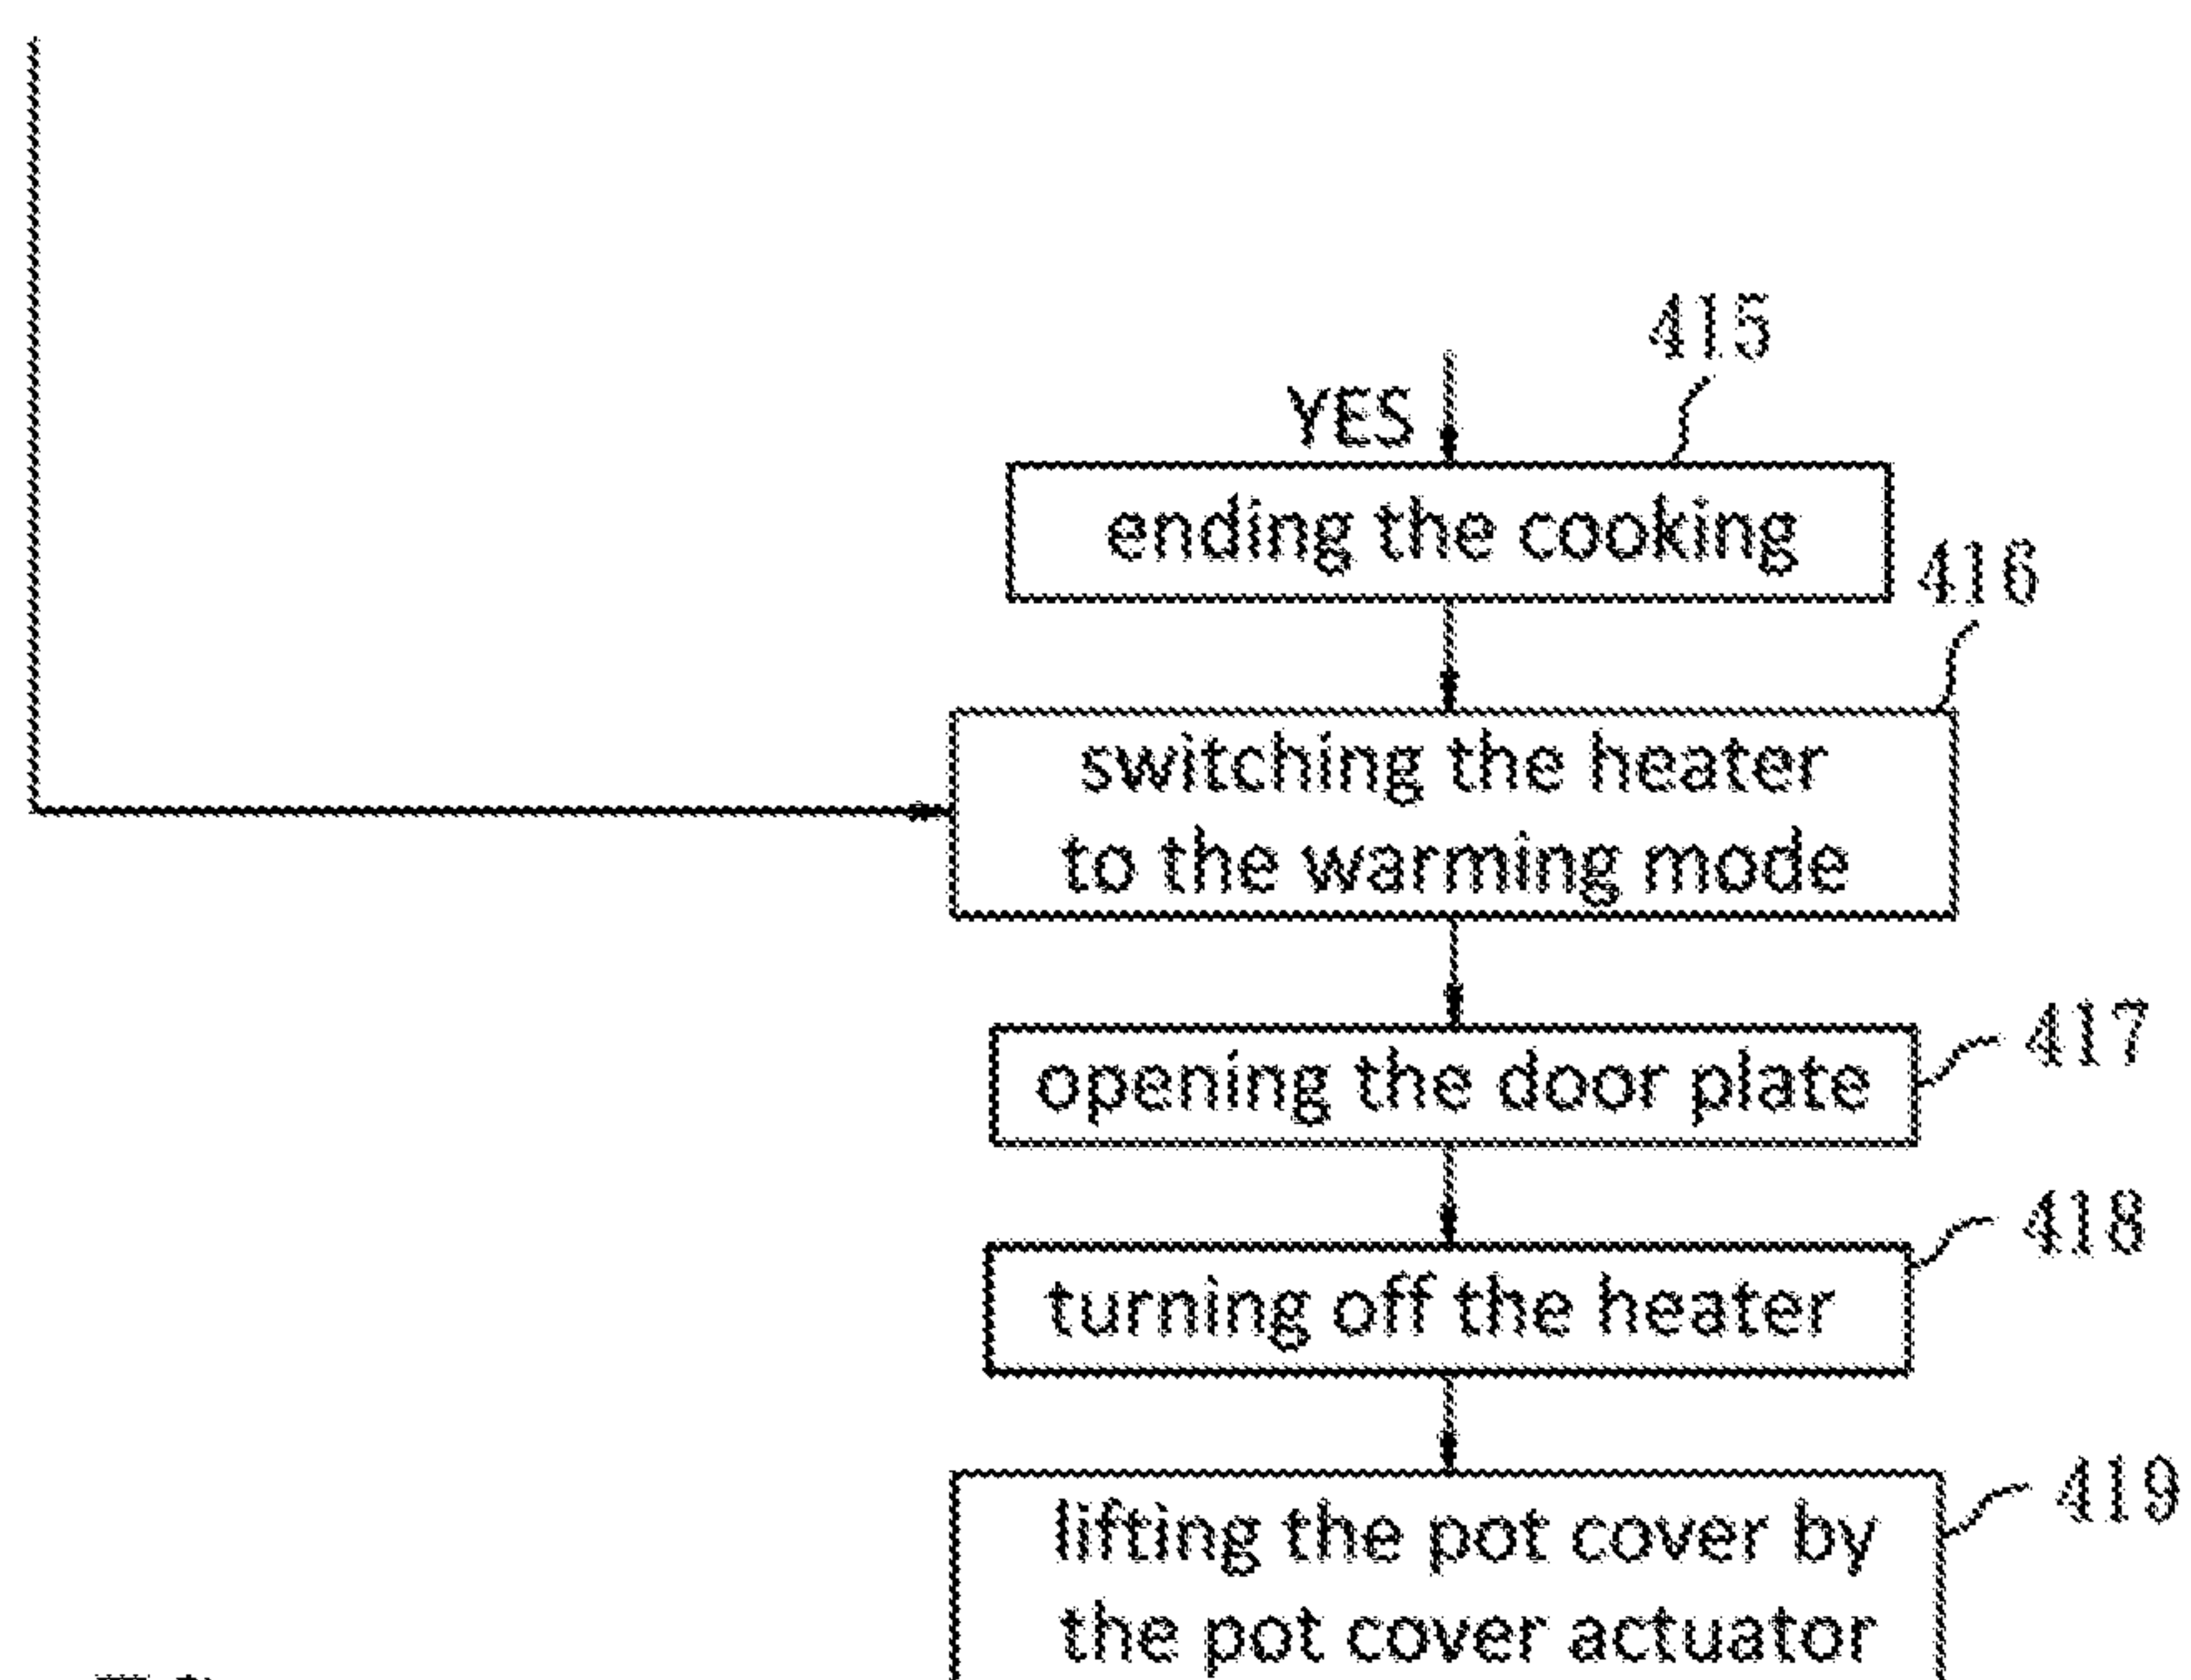 415
YES
ending the cooking
416
switching the heater
to the warming mode
417
opening the door plate
418
turning off the heater
419
lifting the pot cover by
the pot cover actuator